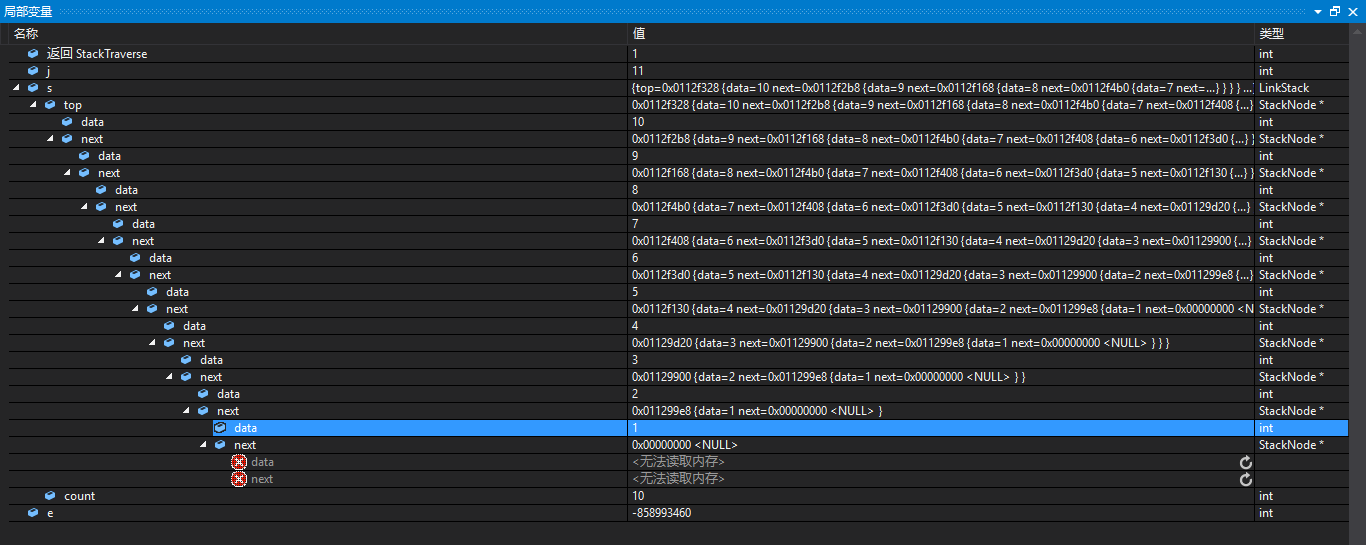 局部变量
名称 值 类型
返回 StackTraverse 1 int
j 11 int
s {top=0x0112f328 {data=10 next=0x0112f2b8 {data=9 next=0x0112f168 {data=8 next=0x0112f4b0 {data=7 next=...} } } } ... LinkStack
top 0x0112f328 {data=10 next=0x0112f2b8 {data=9 next=0x0112f168 {data=8 next=0x0112f4b0 {data=7 next=0x0112f408 {...} StackNode *
data 10 int
next 0x0112f2b8 {data=9 next=0x0112f168 {data=8 next=0x0112f4b0 {data=7 next=0x0112f408 {data=6 next=0x0112f3d0 {...} } StackNode *
data 9 int
next 0x0112f168 {data=8 next=0x0112f4b0 {data=7 next=0x0112f408 {data=6 next=0x0112f3d0 {data=5 next=0x0112f130 {...} } StackNode *
data 8 int
next 0x0112f4b0 {data=7 next=0x0112f408 {data=6 next=0x0112f3d0 {data=5 next=0x0112f130 {data=4 next=0x01129d20 {...} StackNode *
data 7 int
next 0x0112f408 {data=6 next=0x0112f3d0 {data=5 next=0x0112f130 {data=4 next=0x01129d20 {data=3 next=0x01129900 {...} StackNode *
data 6 int
next 0x0112f3d0 {data=5 next=0x0112f130 {data=4 next=0x01129d20 {data=3 next=0x01129900 {data=2 next=0x011299e8 {...} StackNode *
data 5 int
next 0x0112f130 {data=4 next=0x01129d20 {data=3 next=0x01129900 {data=2 next=0x011299e8 {data=1 next=0x00000000 <N StackNode *
data 4 int
next 0x01129d20 {data=3 next=0x01129900 {data=2 next=0x011299e8 {data=1 next=0x00000000 <NULL> } } } StackNode *
data 3 int
next 0x01129900 {data=2 next=0x011299e8 {data=1 next=0x00000000 <NULL> } } StackNode *
data 2 int
next 0x011299e8 {data=1 next=0x00000000 <NULL> } StackNode *
data 1 int
next 0x00000000 <NULL> StackNode *
data <无法读取内存>
next <无法读取内存>
count 10 int
e -858993460 int